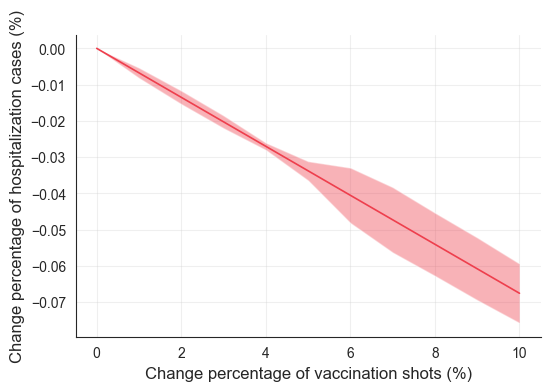 Change percentage of hospitalization cases (%)
0.00
−0.01
−0.02
−0.03
−0.04
−0.05
−0.06
−0.07
0 2 4 6 8 10
Change percentage of vaccination shots (%)